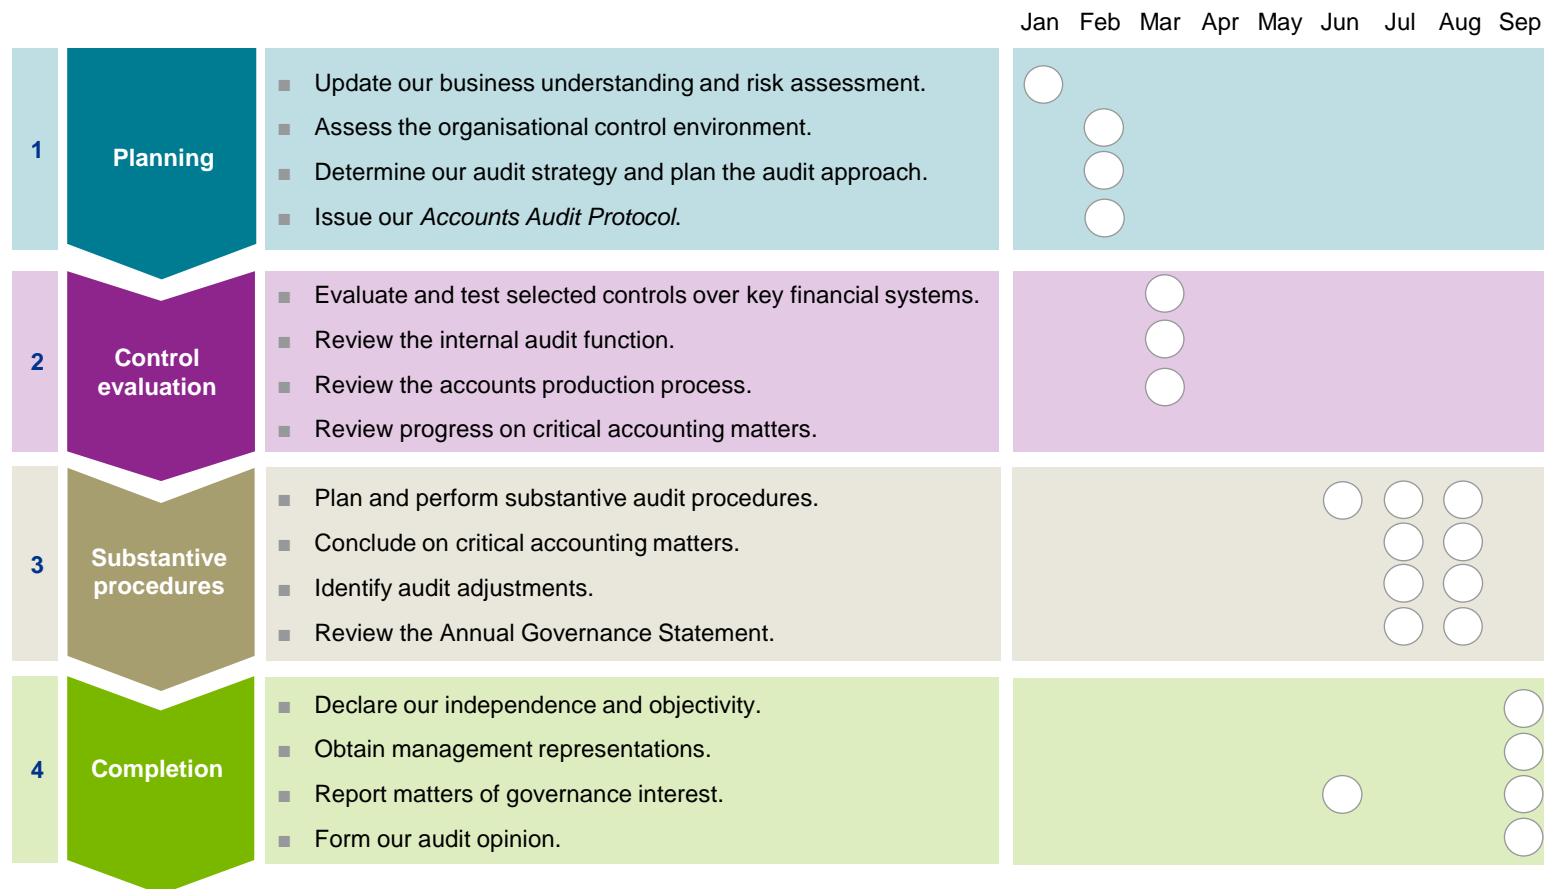 Jan Feb Mar Apr May Jun Jul Aug Sep
1
Planning
■ Update our business understanding and risk assessment.
■ Assess the organisational control environment.
■ Determine our audit strategy and plan the audit approach.
■ Issue our Accounts Audit Protocol.
2
Control
evaluation
■ Evaluate and test selected controls over key financial systems.
■ Review the internal audit function.
■ Review the accounts production process.
■ Review progress on critical accounting matters.
3
Substantive
procedures
■ Plan and perform substantive audit procedures.
■ Conclude on critical accounting matters.
■ Identify audit adjustments.
■ Review the Annual Governance Statement.
4
Completion
■ Declare our independence and objectivity.
■ Obtain management representations.
■ Report matters of governance interest.
■ Form our audit opinion.